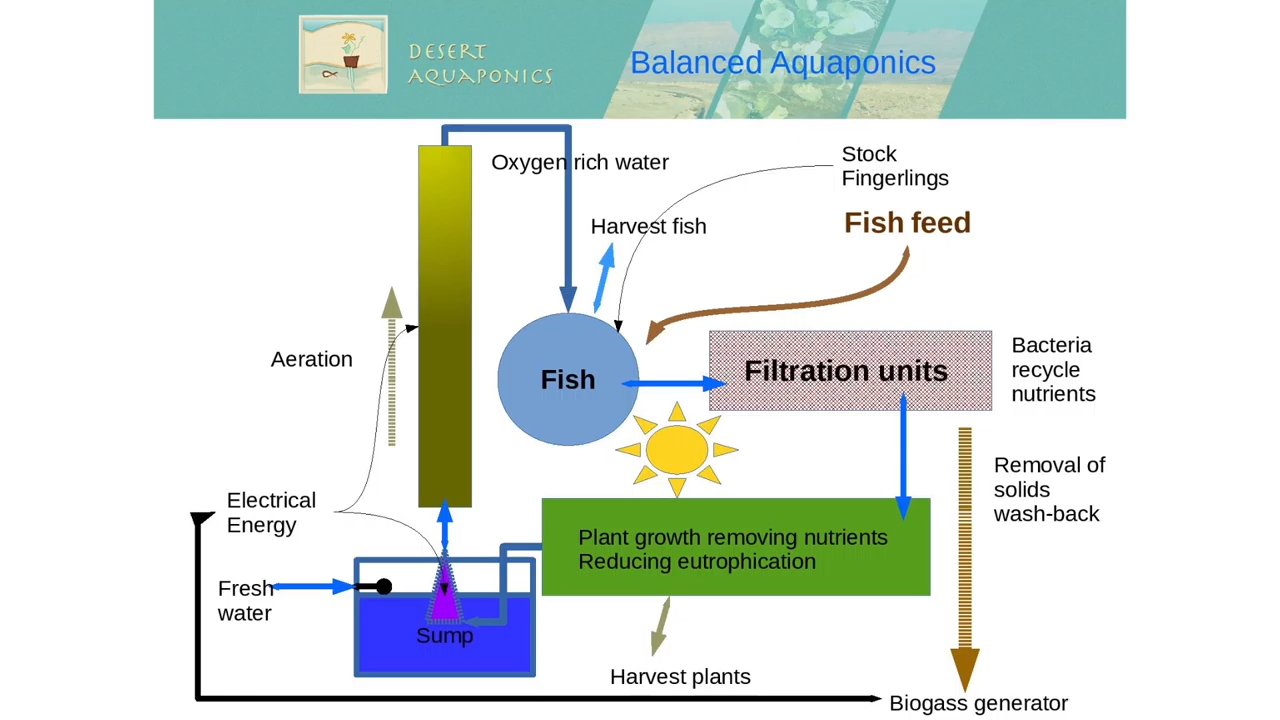 DESERT
AQUAPONICS
Balanced Aquaponics
Oxygen rich water
Stock
Fingerlings
Harvest fish
Fish feed
Aeration
Fish
Filtration units
Bacteria
recycle
nutrients
Removal of
solids
wash-back
Electrical
Energy
Plant growth removing nutrients
Reducing eutrophication
Fresh
water
Sump
Harvest plants
Biogass generator